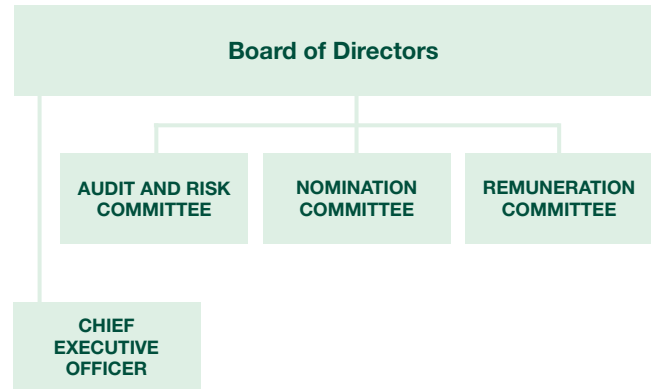 Board of Directors
AUDIT AND RISK
COMMITTEE
NOMINATION
COMMITTEE
REMUNERATION
COMMITTEE
CHIEF
EXECUTIVE
OFFICER